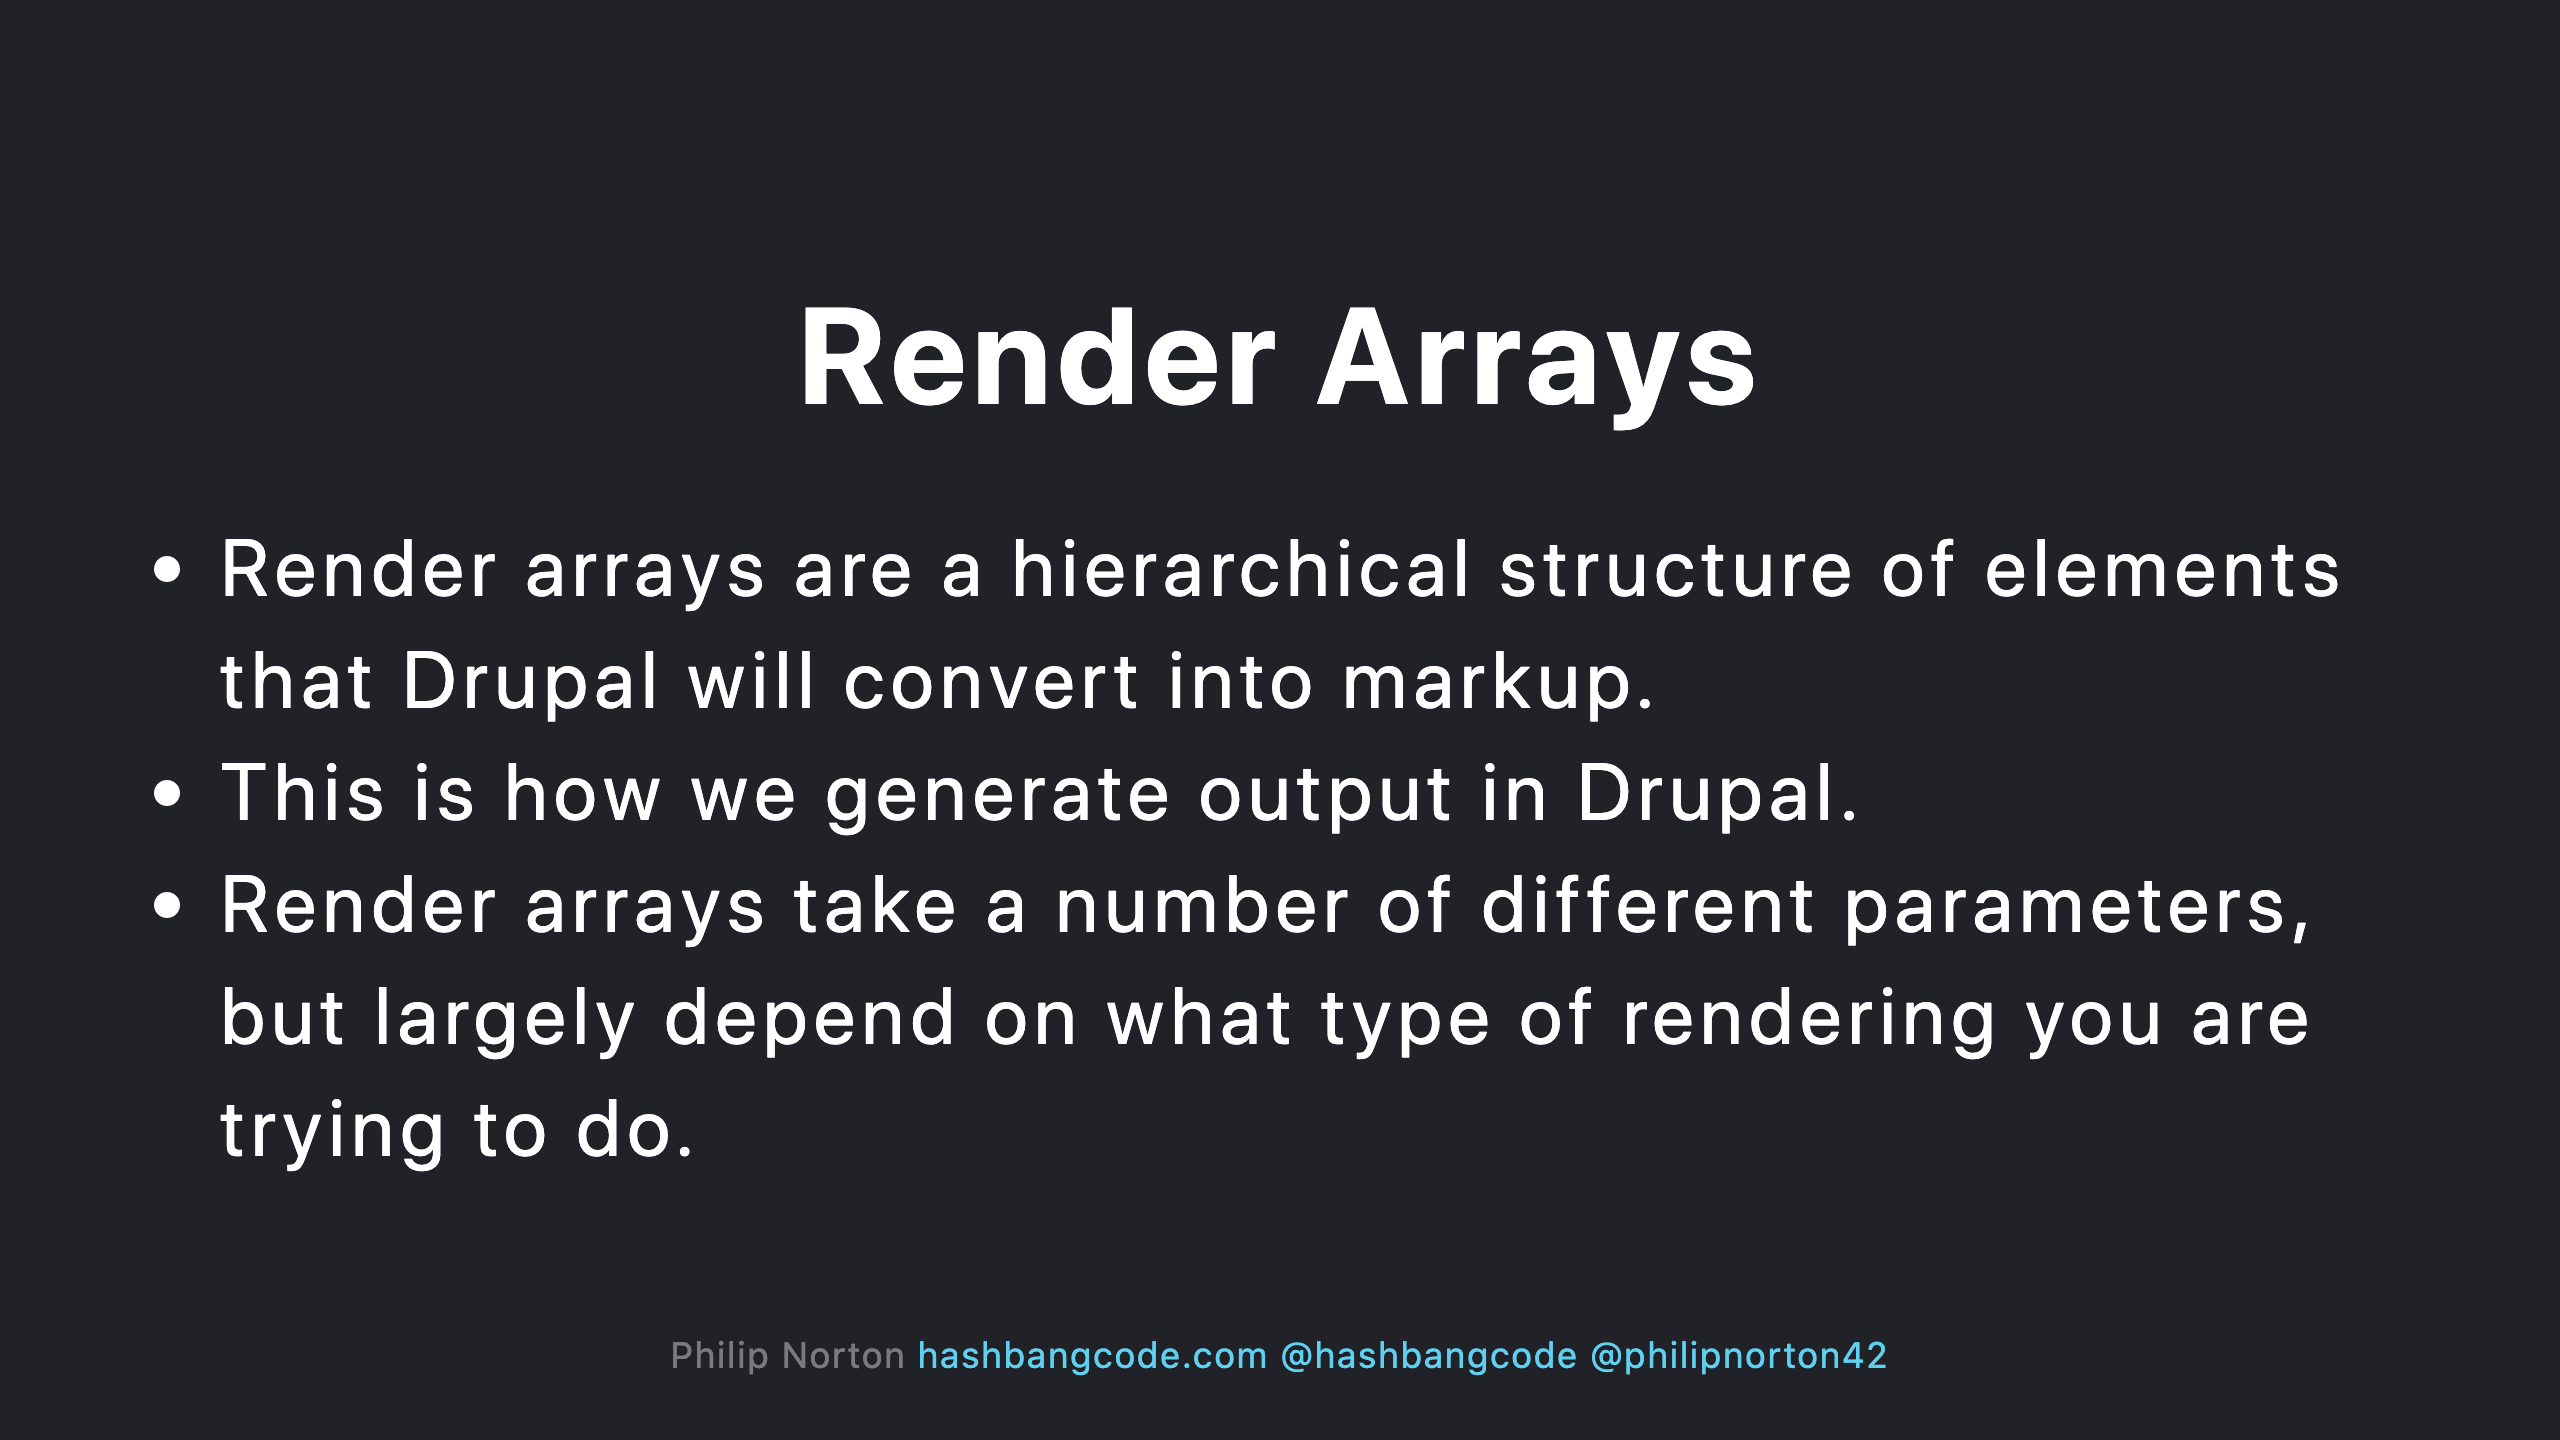 Render Arrays
• Render arrays are a hierarchical structure of elements
that Drupal will convert into markup.
• This is how we generate output in Drupal.
• Render arrays take a number of different parameters,
but largely depend on what type of rendering you are
trying to do.
Philip Norton hashbangcode.com @hashbangcode @philipnorton42